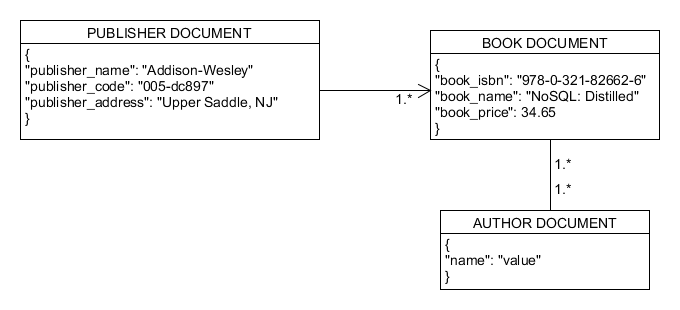 PUBLISHER DOCUMENT
{
"publisher_name": "Addison-Wesley"
"publisher_code": "005-dc897"
"publisher_address": "Upper Saddle, NJ"
}
1.*
BOOK DOCUMENT
{
"book_isbn": "978-0-321-82662-6"
"book_name": "NoSQL: Distilled"
"book_price": 34.65
}
1.*
1.*
AUTHOR DOCUMENT
{
"name": "value"
}